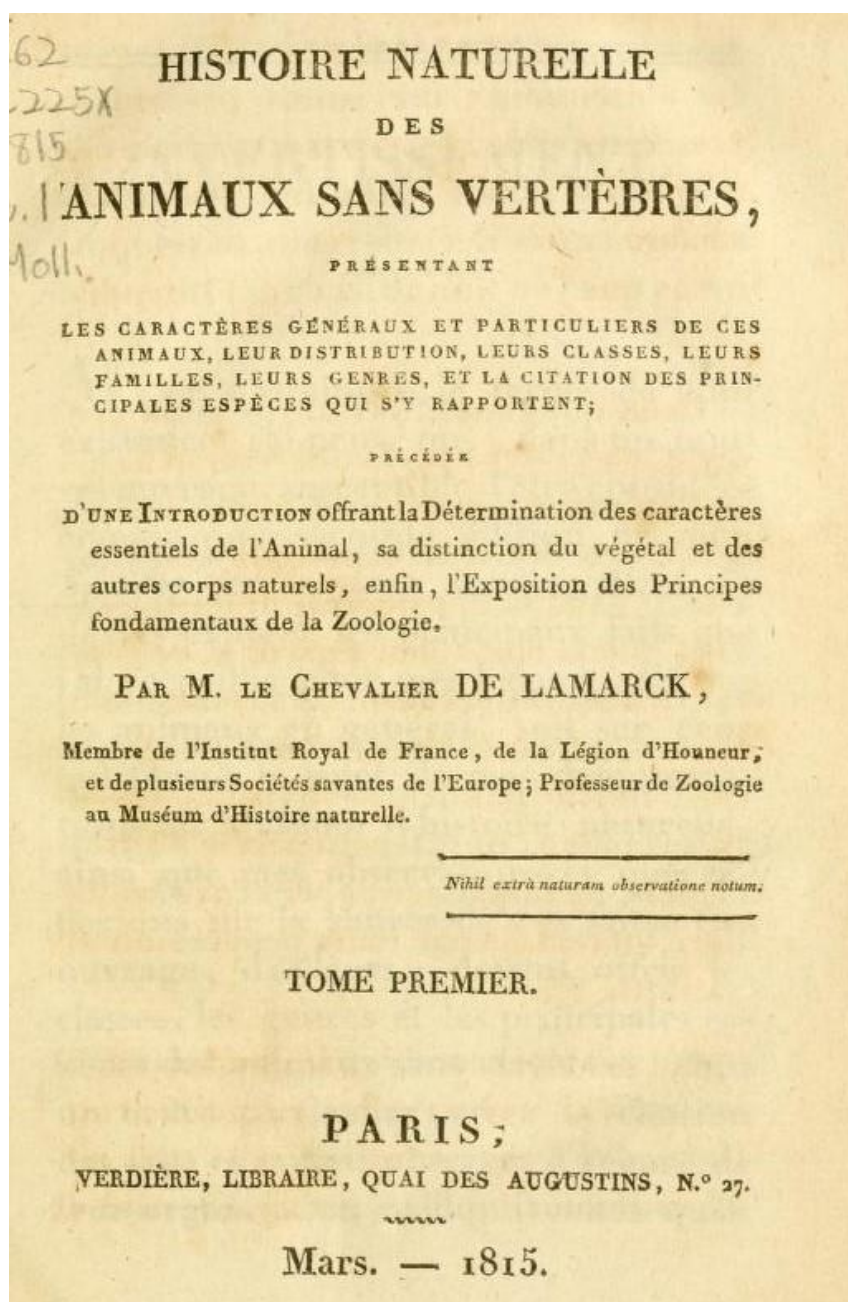 62
225X
815
HISTOIRE NATURELLE
DES
ANIMAUX SANS VERTÈBRES,
PRÉSENTANT
LES CARACTÈRES GÉNÉRAUX ET PARTICULIERS DE CES
ANIMAUX, LEUR DISTRIBUTION, LEURS CLASSES, LEURS
FAMILLES, LEURS GENRES, ET LA CITATION DES PRIN-
CIPALES ESPÈCES QUI S'Y RAPPORTENT;
PRÉCÉDÉE
D'UNE INTRODUCTION offrant la Détermination des caractères
essentiels de l'Animal, sa distinction du végétal et des
autres corps naturels, enfin, l'Exposition des Principes
fondamentaux de la Zoologie.
PAR M. LE CHEVALIER DE LAMARCK,
Membre de l'Institut Royal de France, de la Légion d'Honneur,
et de plusieurs Sociétés savantes de l'Europe; Professeur de Zoologie
au Muséum d'Histoire naturelle.
Nihil extrà naturam observatione notum.
TOME PREMIER.
PARIS;
VERDIÈRE, LIBRAIRE, QUAI DES AUGUSTINS, N.º 27.
Mars. — 1815.